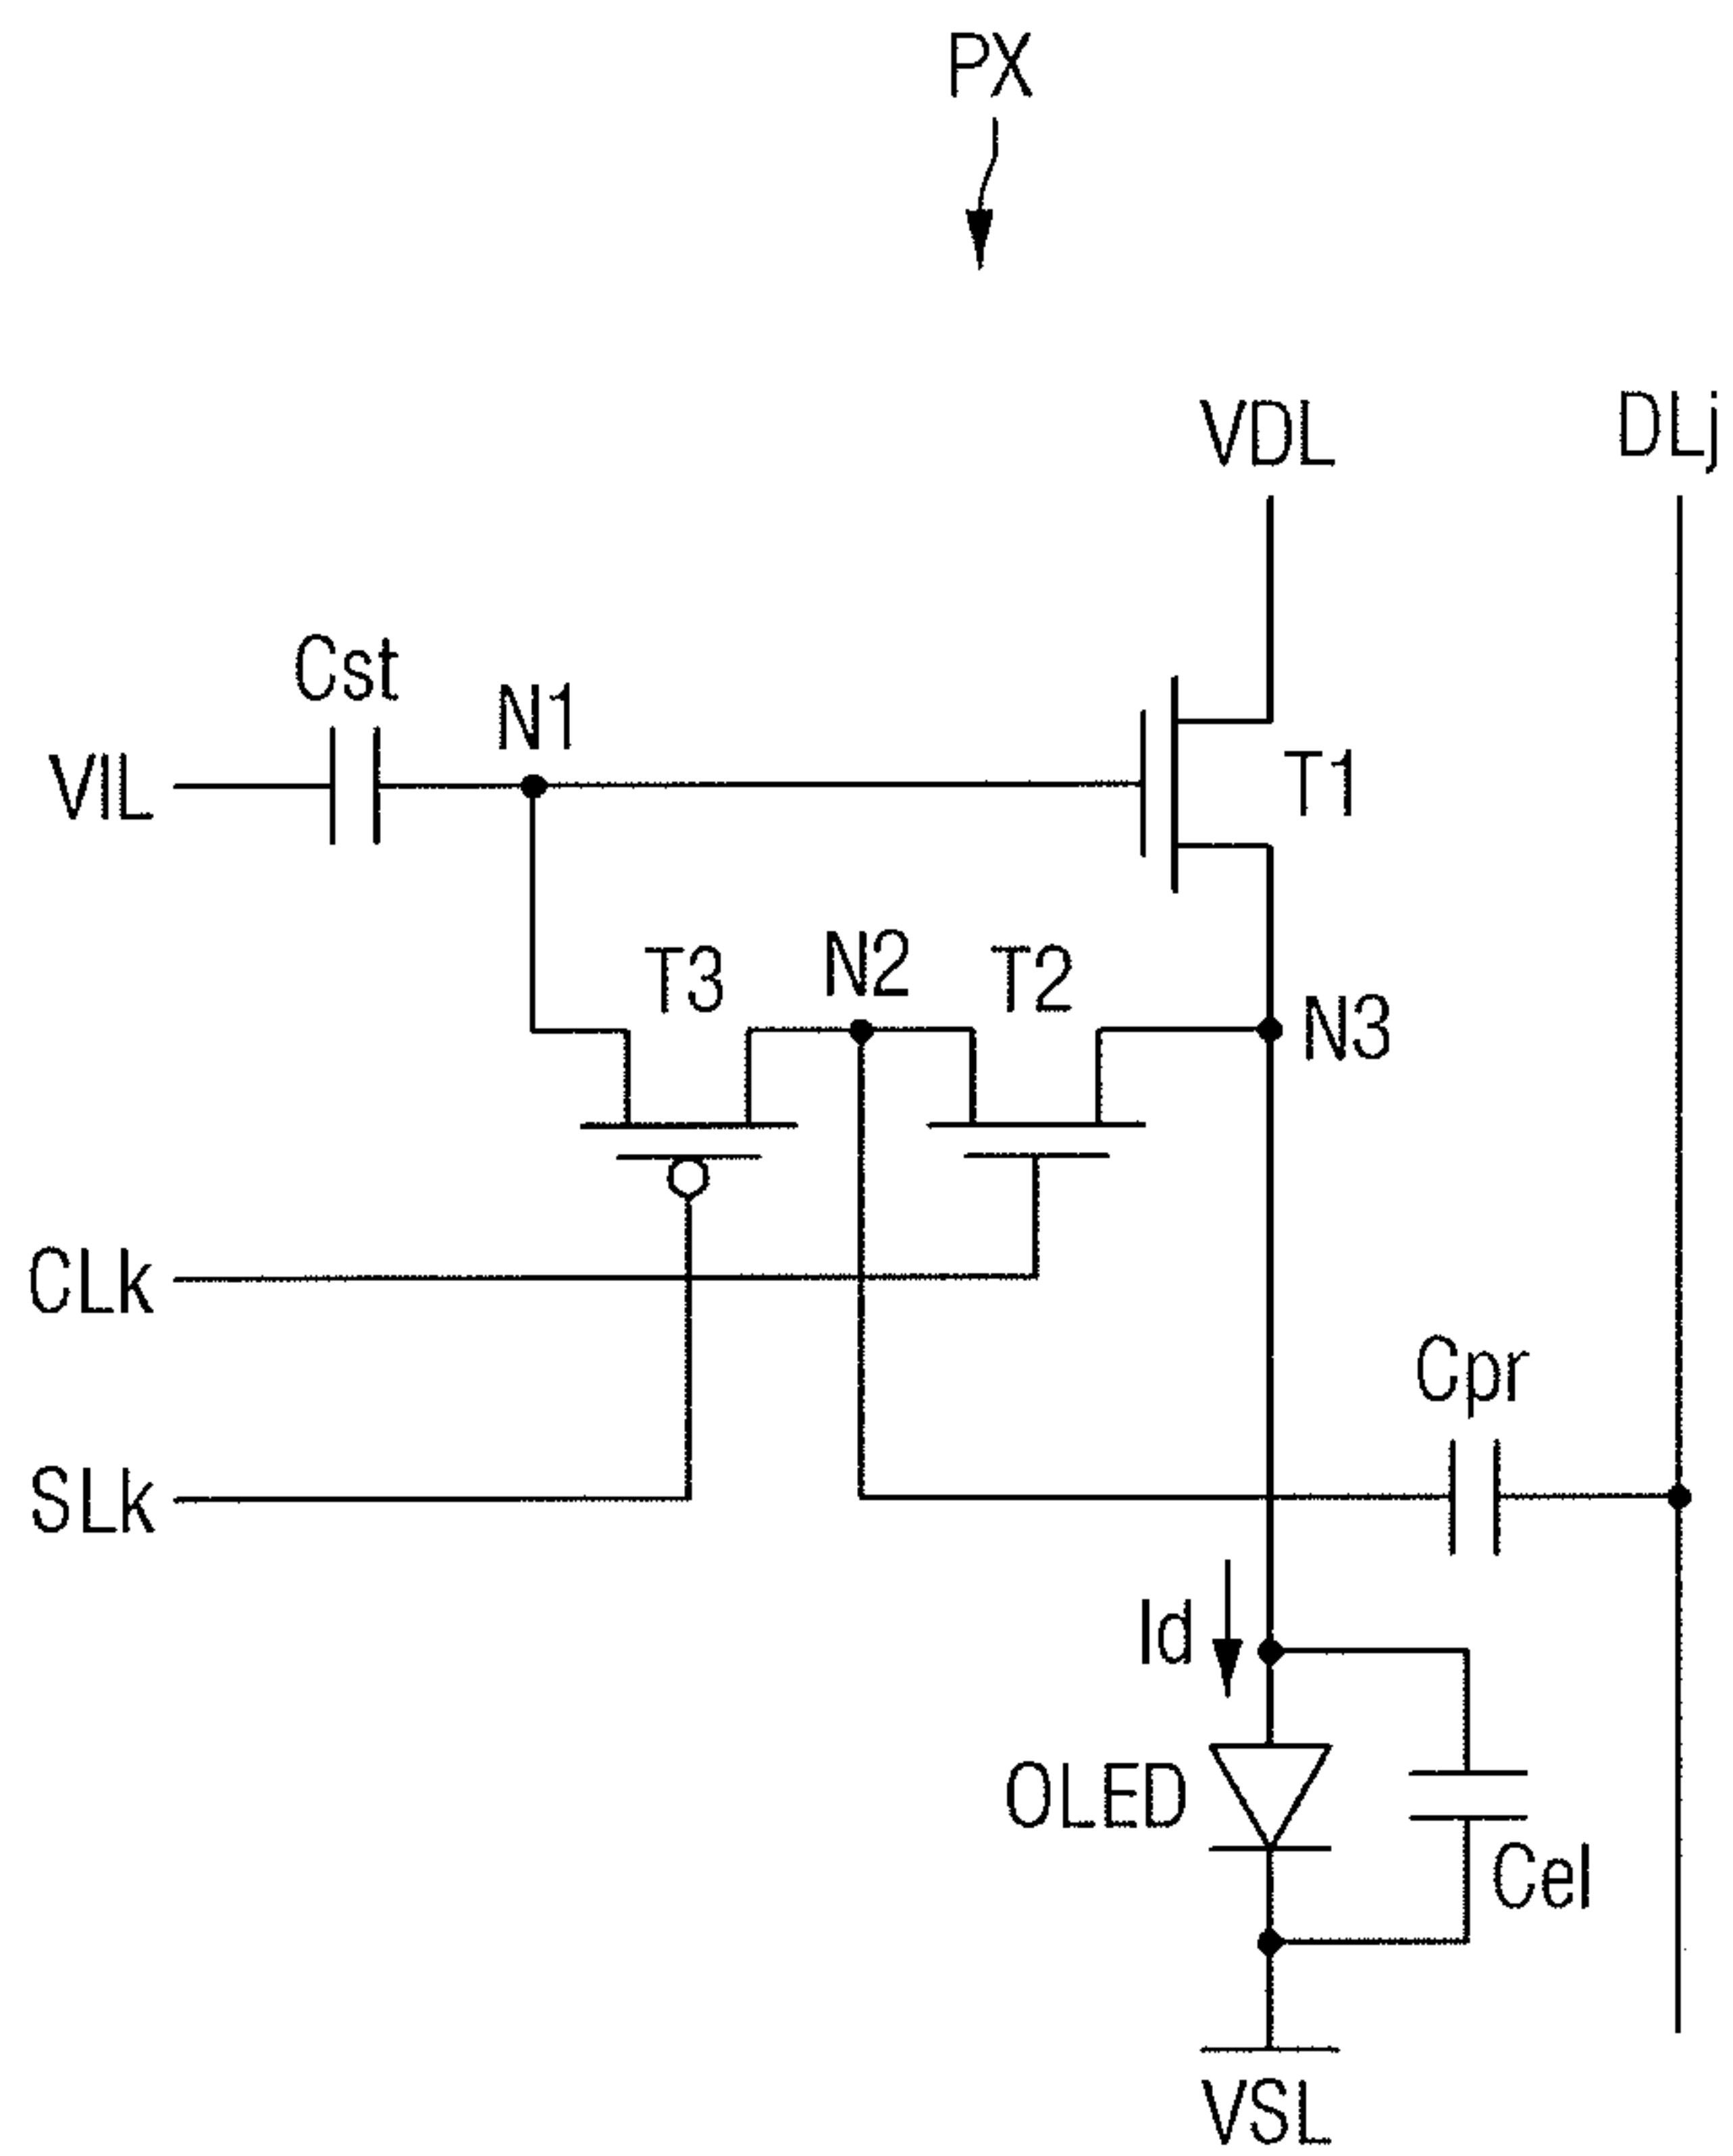 PX
VDL
DLj
Cst
N1
VIL
T1
T3
N2
T2
N3
CLk
Cpr
SLk
Id
OLED
Cel
VSL